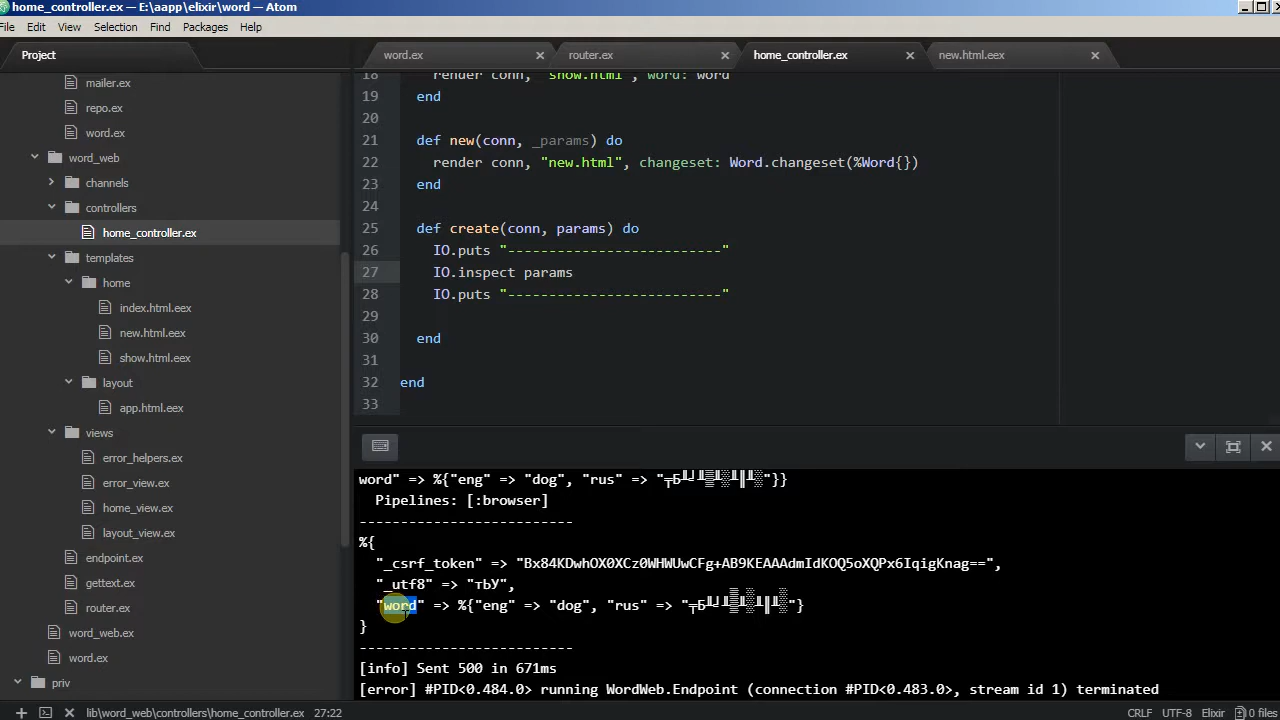 home_controller.ex — E:\aapp\elixir\word — Atom
File Edit View Selection Find Packages Help
Project
word.ex
router.ex
home_controller.ex
new.html.eex
mailer.ex
repo.ex
word.ex
word_web
channels
controllers
home_controller.ex
templates
home
index.html.eex
new.html.eex
show.html.eex
layout
app.html.eex
views
error_helpers.ex
error_view.ex
home_view.ex
layout_view.ex
endpoint.ex
gettext.ex
router.ex
word_web.ex
word.ex
priv
18 render conn, "show.html", word: word
19 end
20
21 def new(conn, _params) do
22 render conn, "new.html", changeset: Word.changeset(%Word{})
23 end
24
25 def create(conn, params) do
26 IO.puts "--------------------------"
27 IO.inspect params
28 IO.puts "--------------------------"
29
30 end
31
32 end
33
word" => %{"eng" => "dog", "rus" => "
"}}
Pipelines: [:browser]
--------------------------
%{
"_csrf_token" => "Bx84KDwhOX0XCz0WHWUwCFg+AB9KEAAAdmIdKOQ5oXQPx6IqigKnag==",
"_utf8" => "тЬУ",
"word" => %{"eng" => "dog", "rus" => "
"}
}
--------------------------
[info] Sent 500 in 671ms
[error] #PID<0.484.0> running WordWeb.Endpoint (connection #PID<0.483.0>, stream id 1) terminated
lib\word_web\controllers\home_controller.ex 27:22 CRLF UTF-8 Elixir 0 files